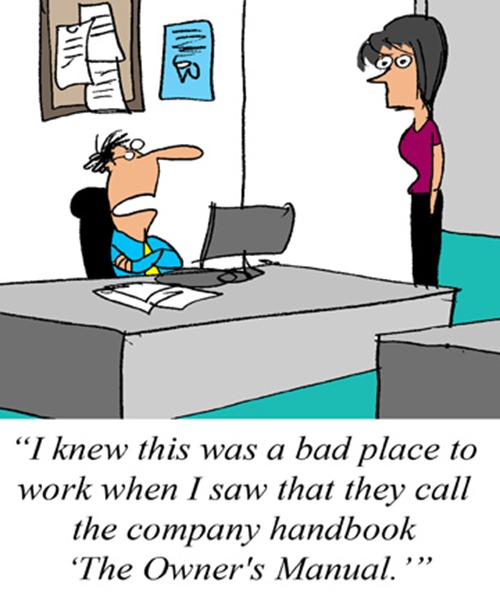 “I knew this was a bad place to
work when I saw that they call
the company handbook
‘The Owner's Manual.’”